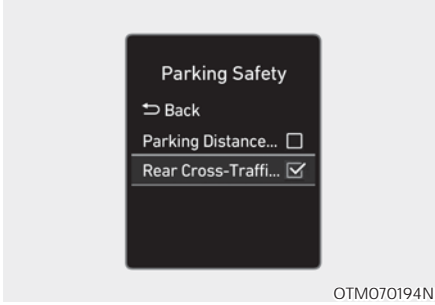 Parking Safety
Back
Parking Distance...
Rear Cross-Traffi...
OTM070194N